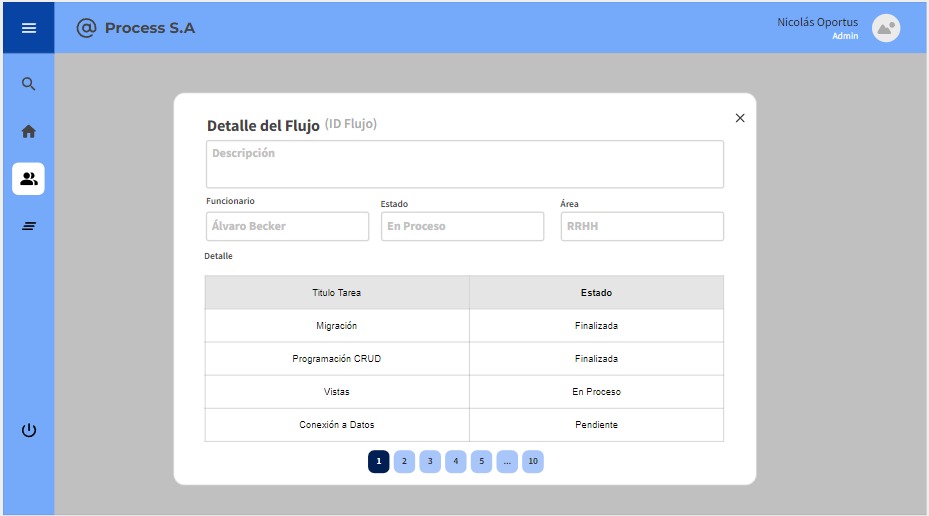 @ Process S.A
Nicolás Oportus
Admin
Detalle del Flujo (ID Flujo)
Descripción
Funcionario Estado Área
Álvaro Becker En Proceso RRHH
Detalle
Titulo Tarea Estado
Migración Finalizada
Programación CRUD Finalizada
Vistas En Proceso
Conexión a Datos Pendiente
1 2 3 4 5 ... 10